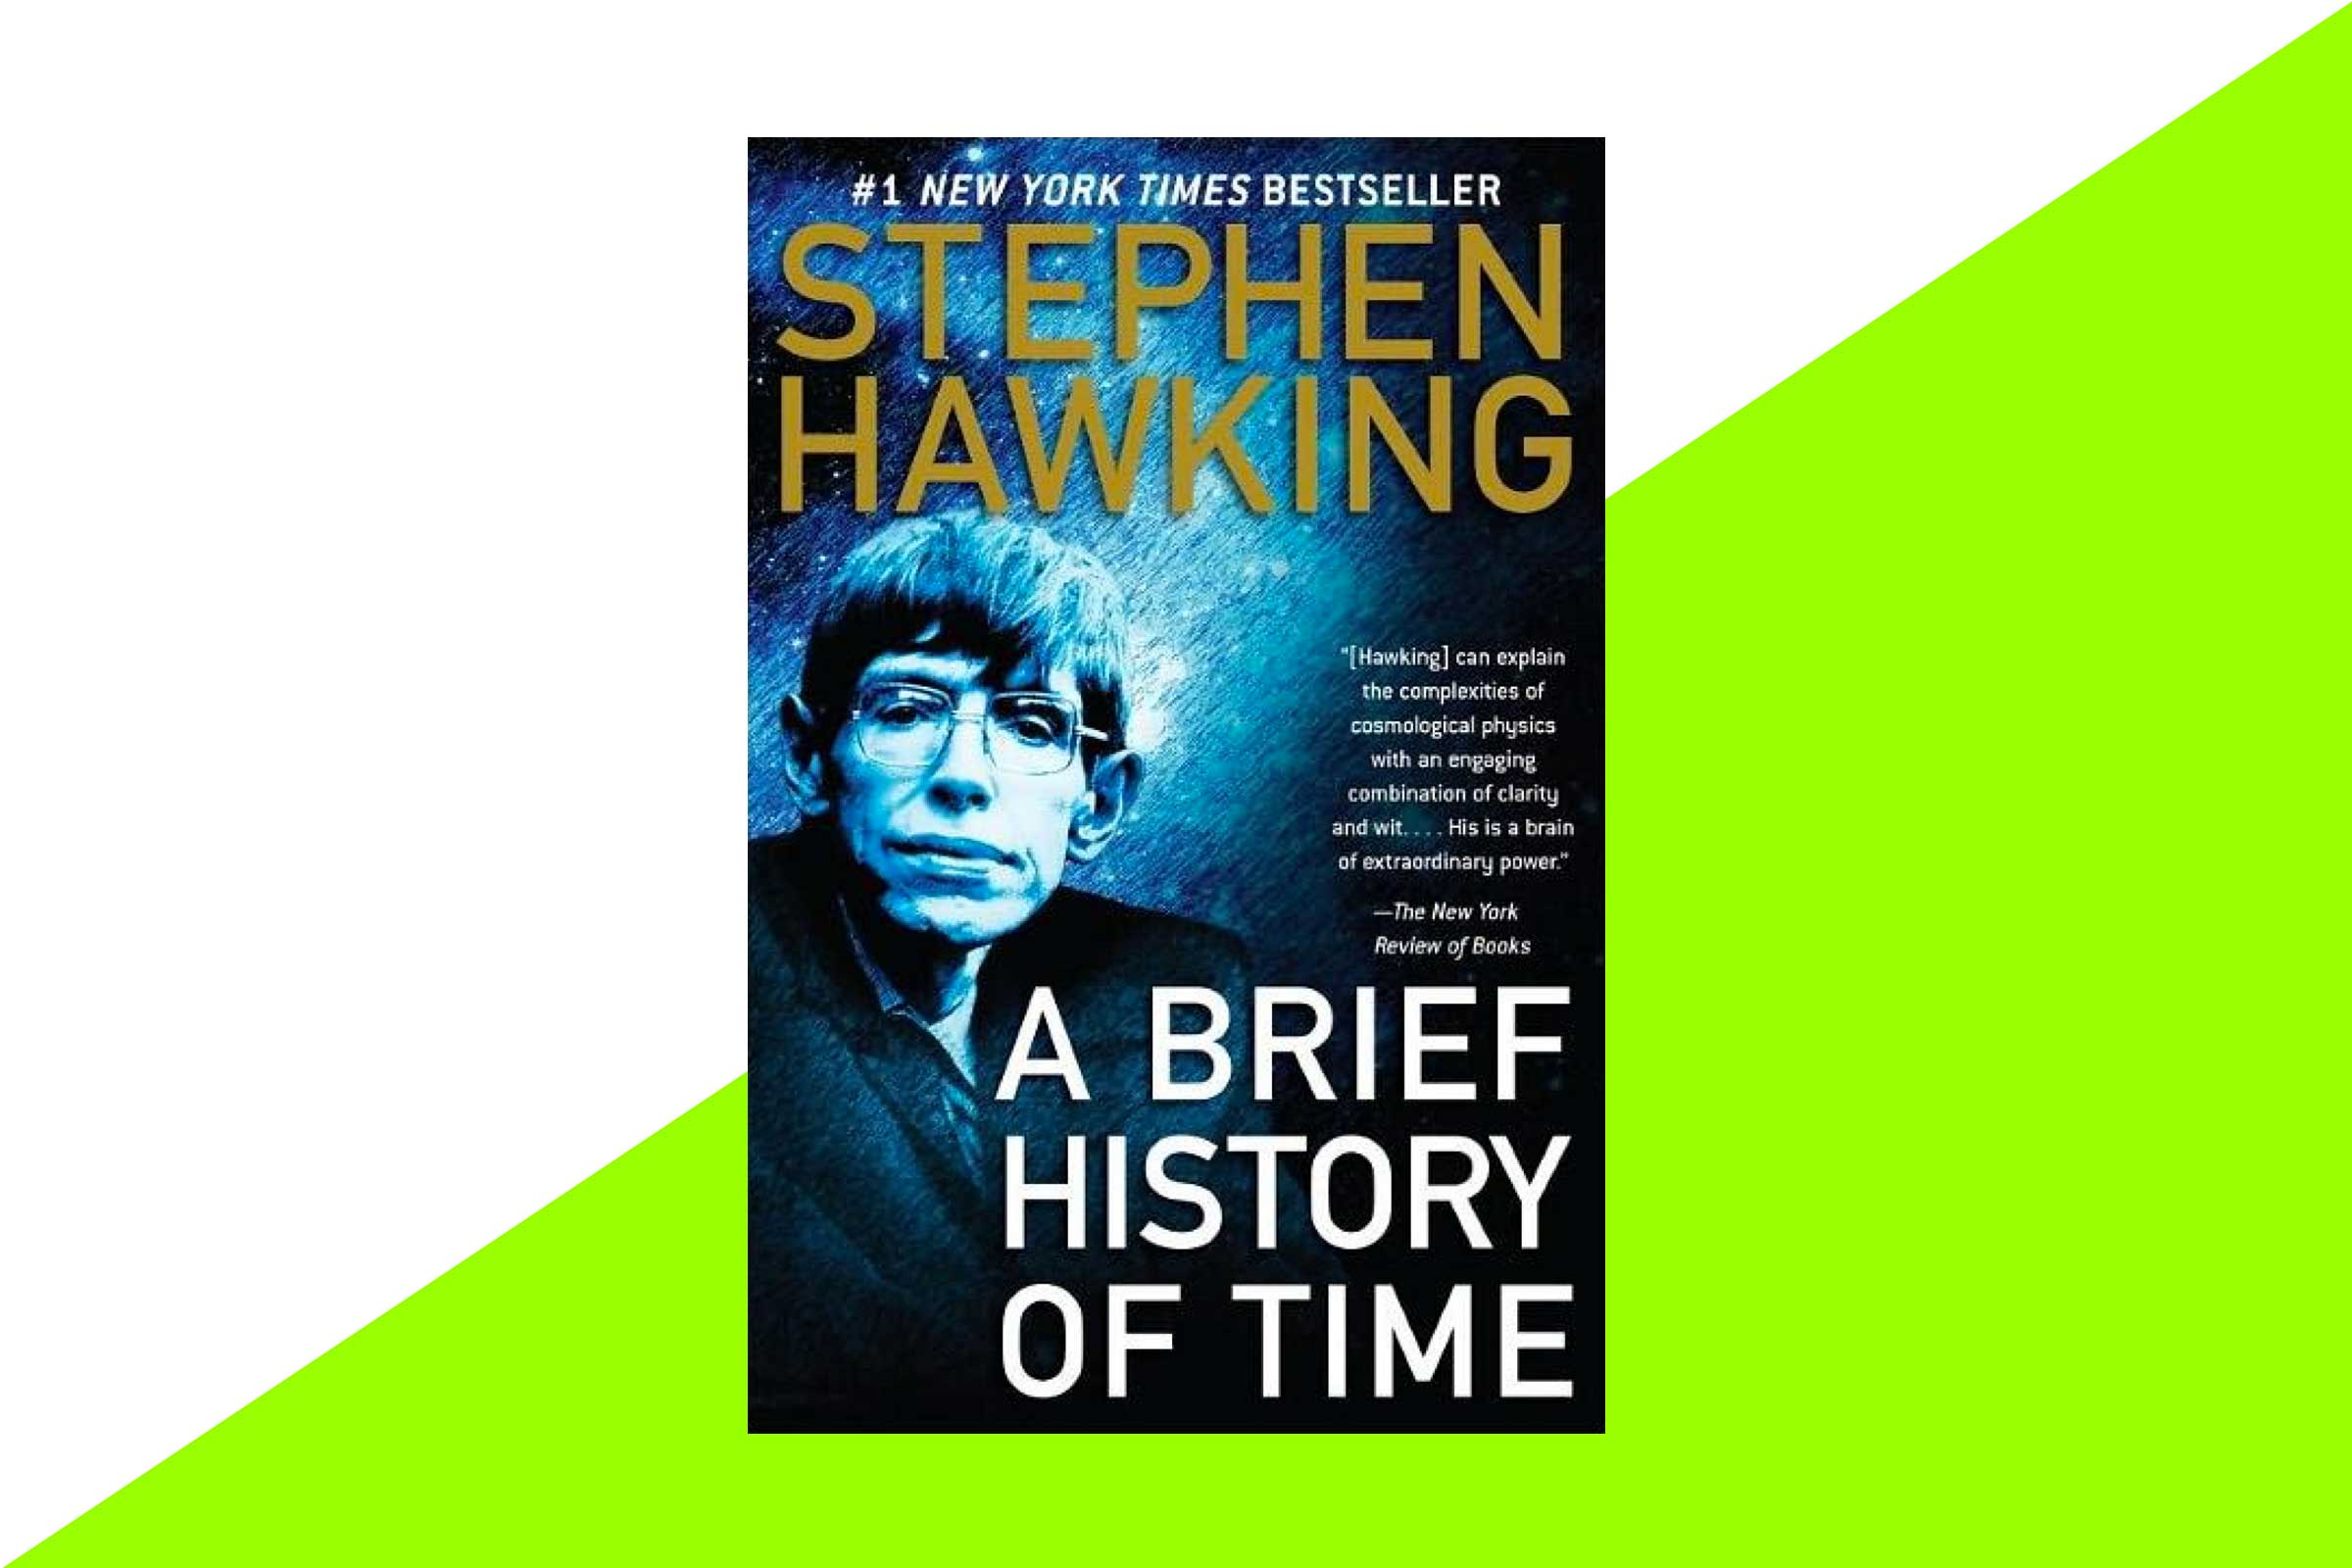 #1 NEW YORK TIMES BESTSELLER
STEPHEN
HAWKING
"[Hawking] can explain
the complexities of
cosmological physics
with an engaging
combination of clarity
and wit. . . . His is a brain
of extraordinary power."
—The New York
Review of Books
A BRIEF
HISTORY
OF TIME